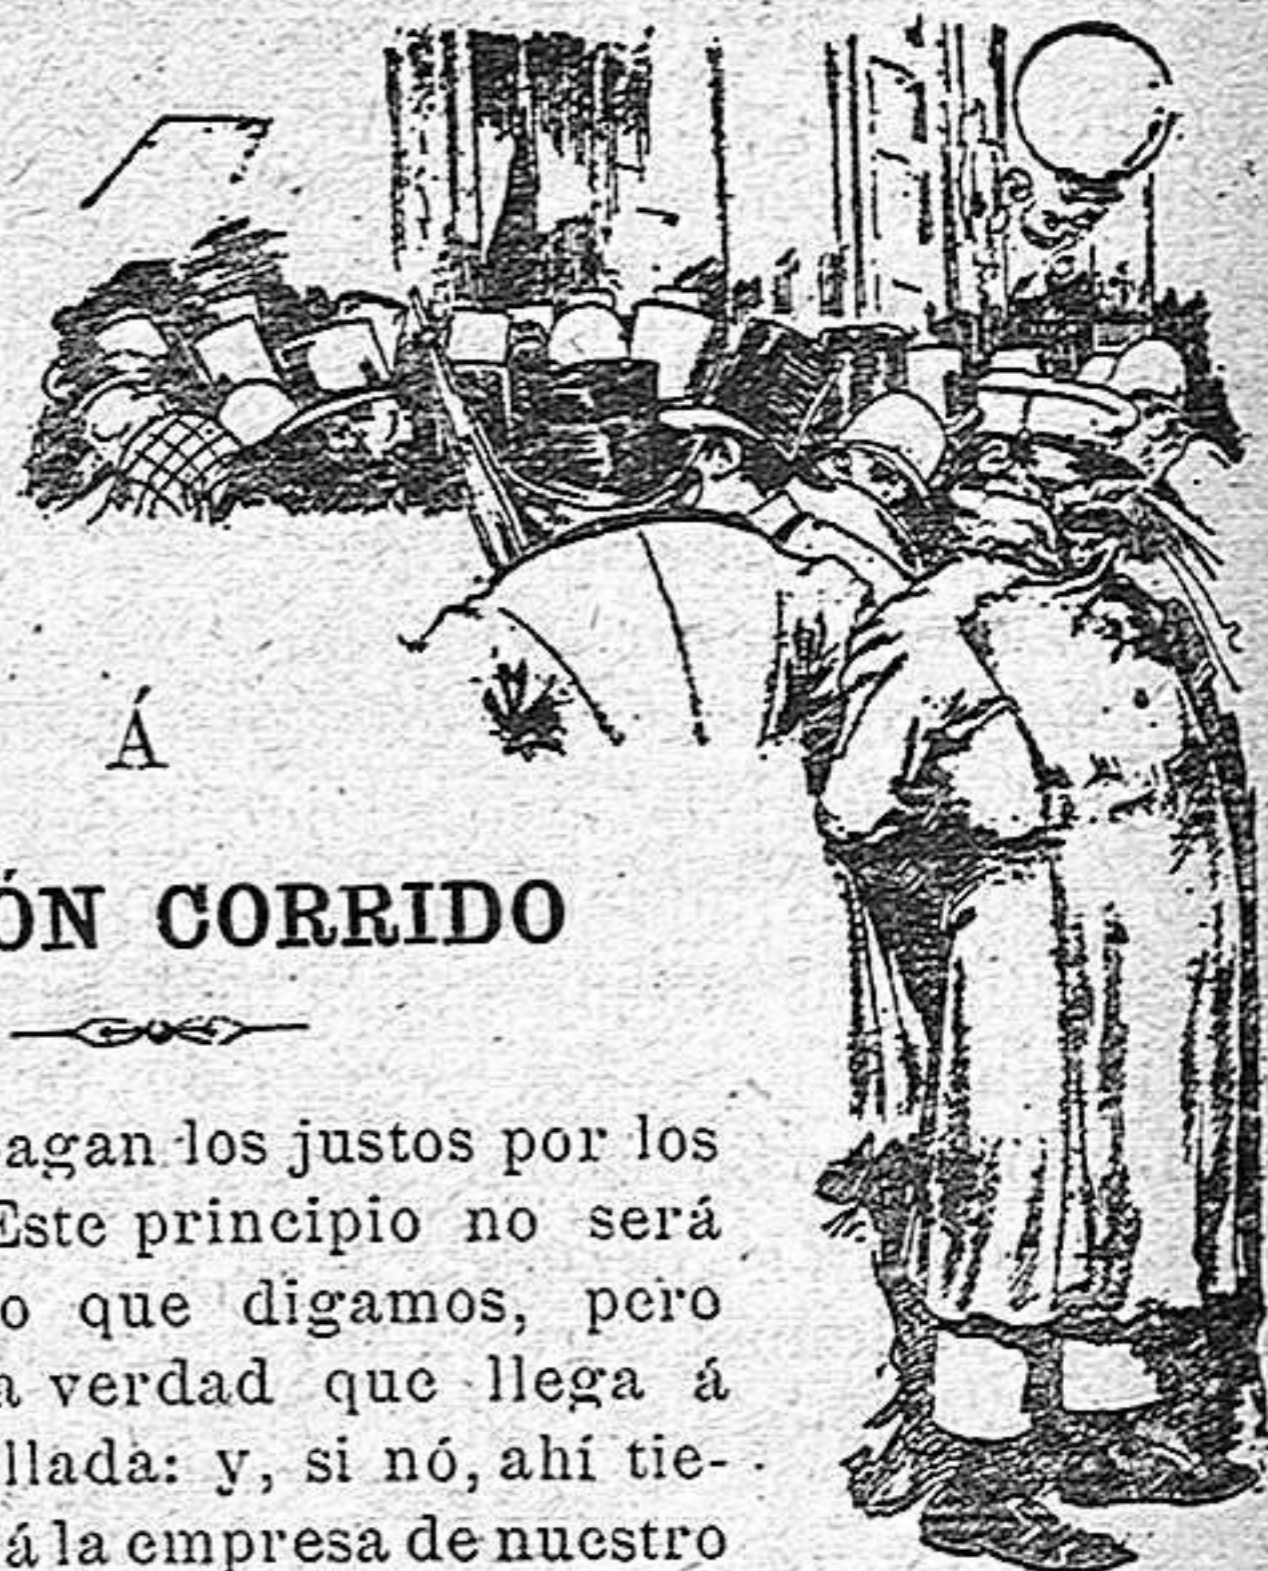 Á
ÓN CORRIDO
agan los justos por los
Este principio no será
o que digamos, pero
a verdad que llega á
llada: y, si nó, ahí tie-
á la empresa de nuestro